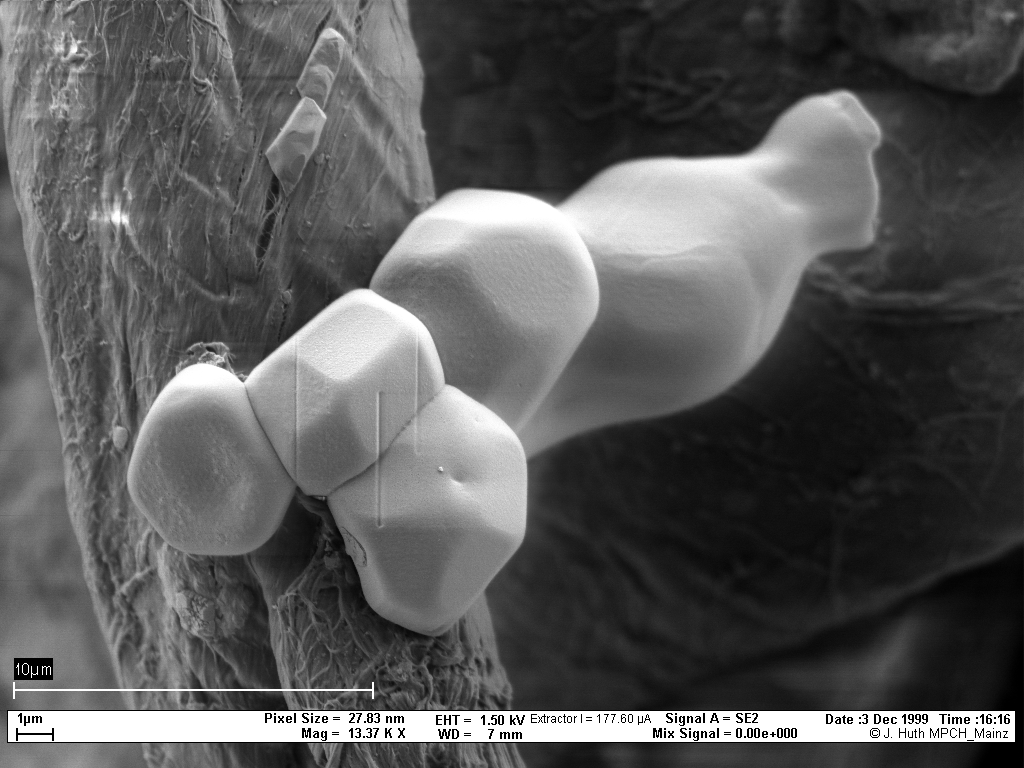 10µm
1µm Pixel Size = 27.83 nm EHT = 1.50 kV Extractor I = 177.60 µA Signal A = SE2 Date :3 Dec 1999 Time :16:16
Mag = 13.37 K X WD = 7 mm Mix Signal = 0.00e+000 © J. Huth MPCH_Mainz